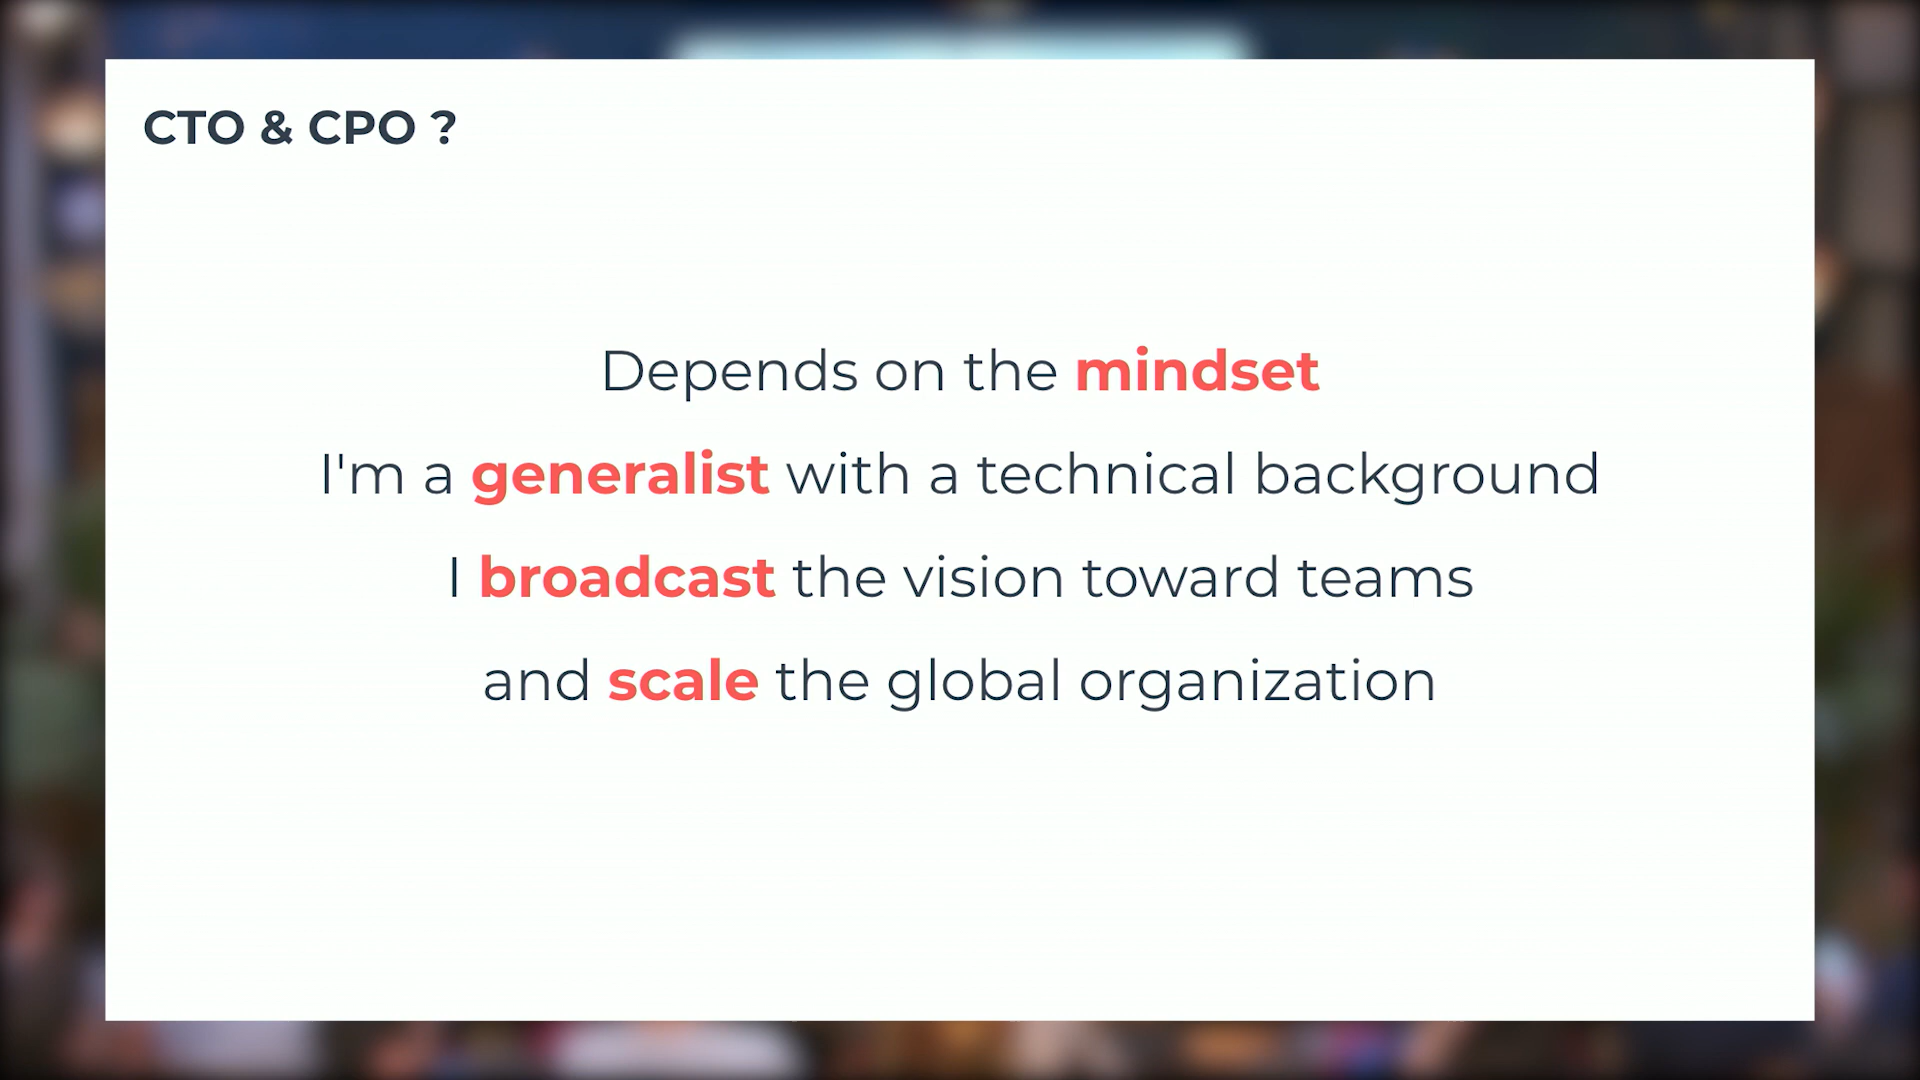 CTO & CPO ?
Depends on the mindset
I'm a generalist with a technical background
I broadcast the vision toward teams
and scale the global organization